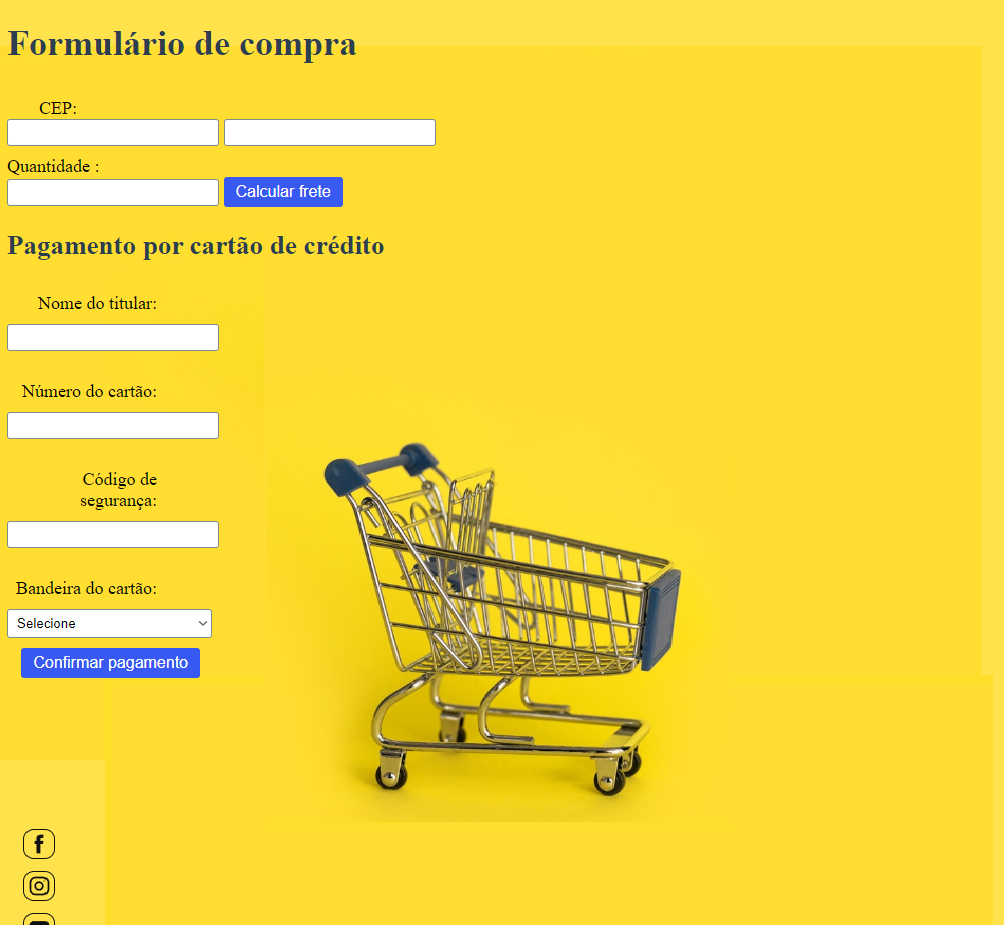 Formulário de compra
CEP:
Quantidade :
Calcular frete
Pagamento por cartão de crédito
Nome do titular:
Número do cartão:
Código de
segurança:
Bandeira do cartão:
Selecione
Confirmar pagamento